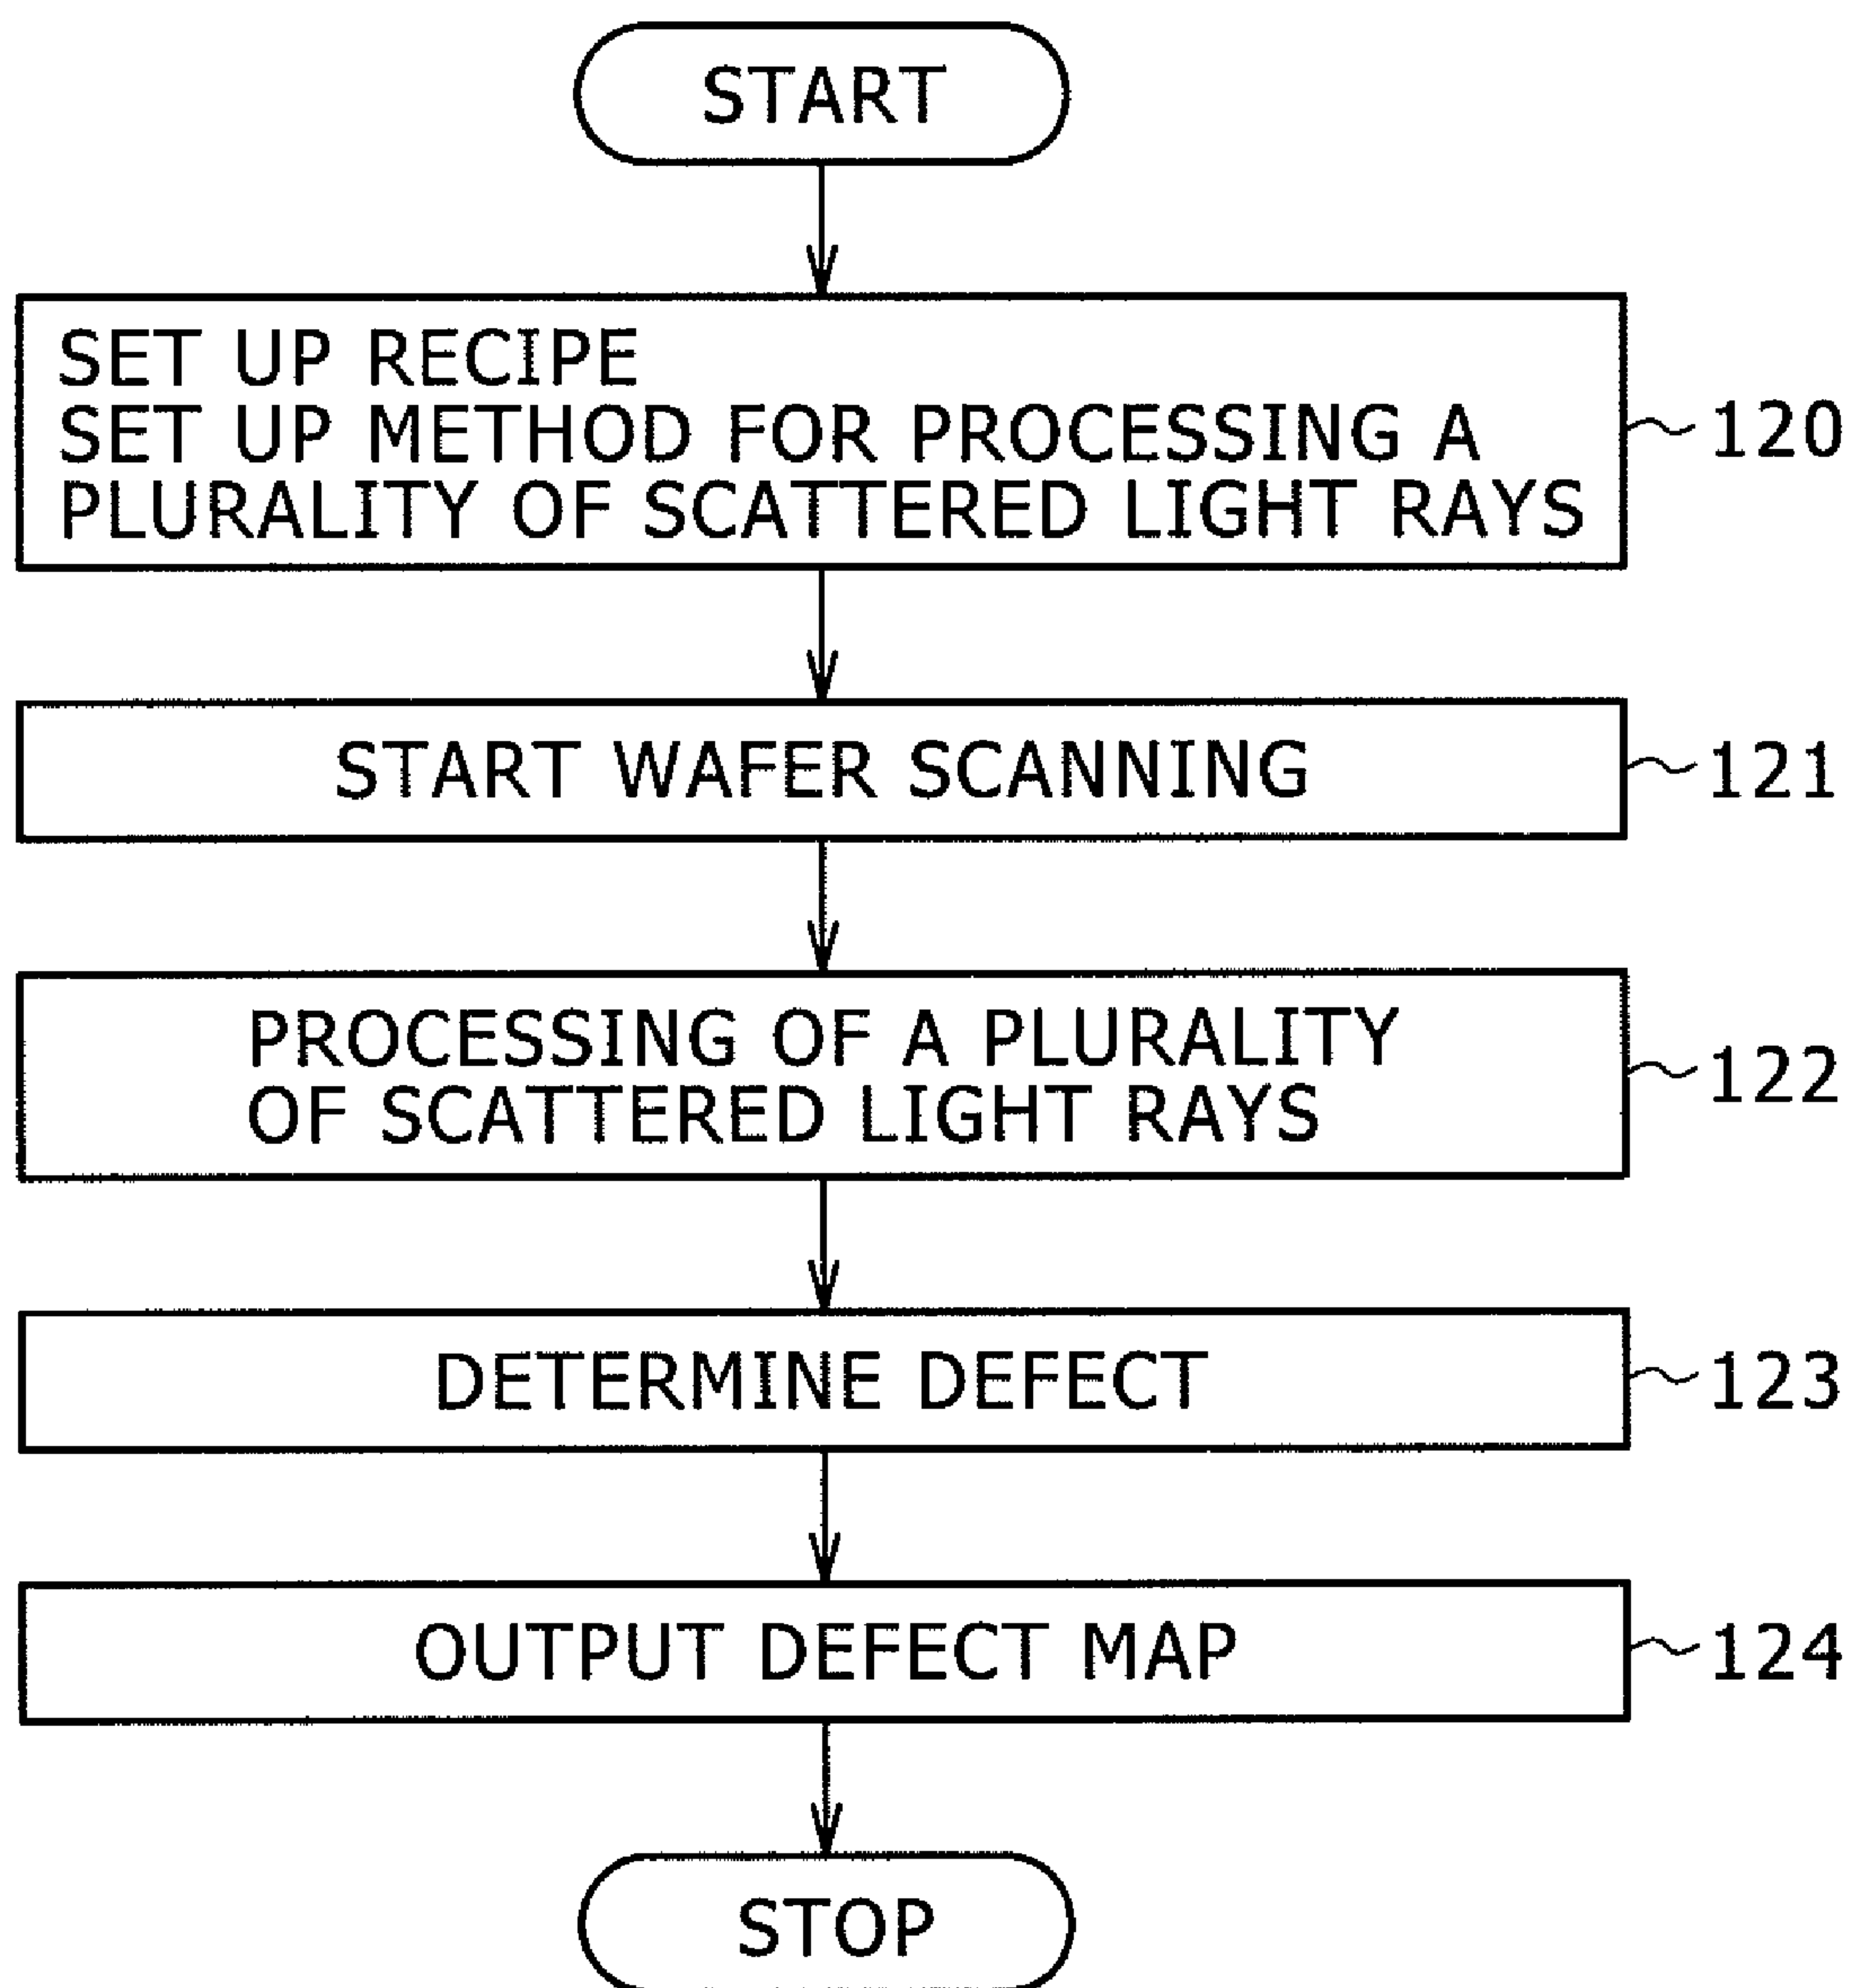 START
SET UP RECIPE
SET UP METHOD FOR PROCESSING A
PLURALITY OF SCATTERED LIGHT RAYS
120
START WAFER SCANNING
121
PROCESSING OF A PLURALITY
OF SCATTERED LIGHT RAYS
122
DETERMINE DEFECT
123
OUTPUT DEFECT MAP
124
STOP